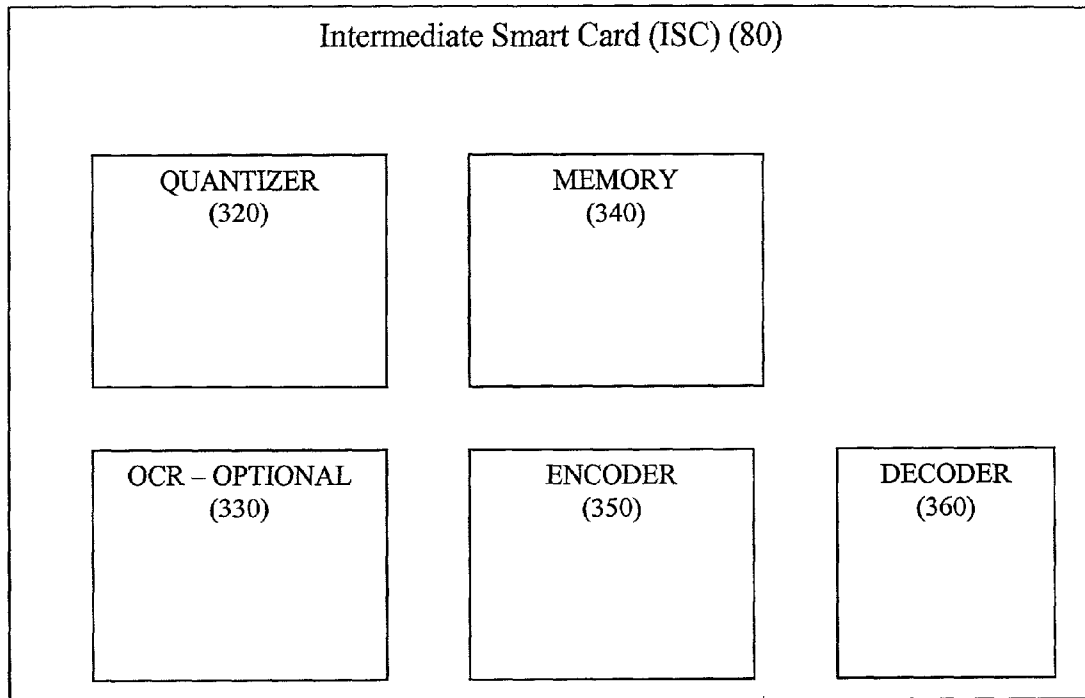 Intermediate Smart Card (ISC) (80)
QUANTIZER
(320)
MEMORY
(340)
OCR – OPTIONAL
(330)
ENCODER
(350)
DECODER
(360)